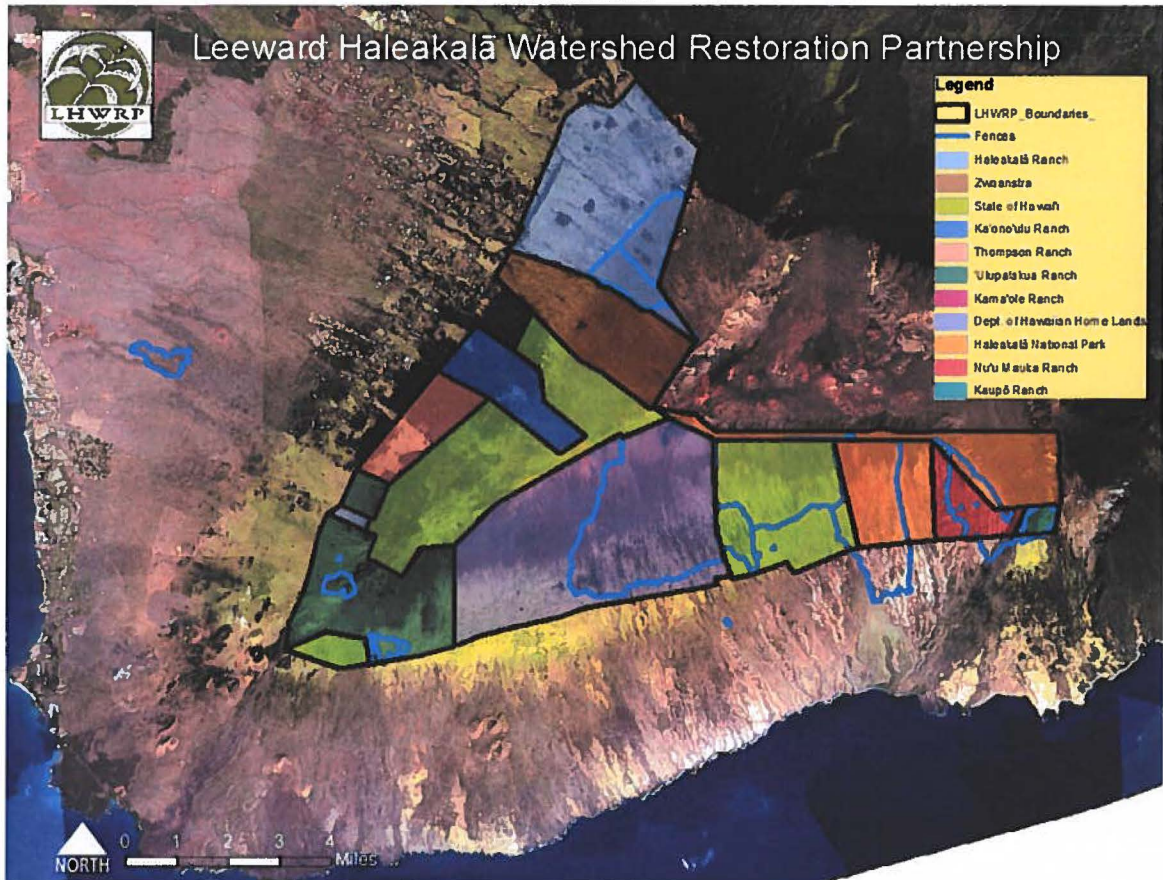 Leeward Haleakalā Watershed Restoration Partnership
LHWRP
Legend
LHWRP_Boundaries_
Fences
Haleakalā Ranch
Zwaanstra
State of Hawai'i
Ka'ono'ulu Ranch
Thompson Ranch
'Ulupalakua Ranch
Kama'ole Ranch
Dept. of Hawaiian Home Lands
Haleakalā National Park
Nu'u Mauka Ranch
Kaupō Ranch
NORTH
0 1 2 3 4
Miles